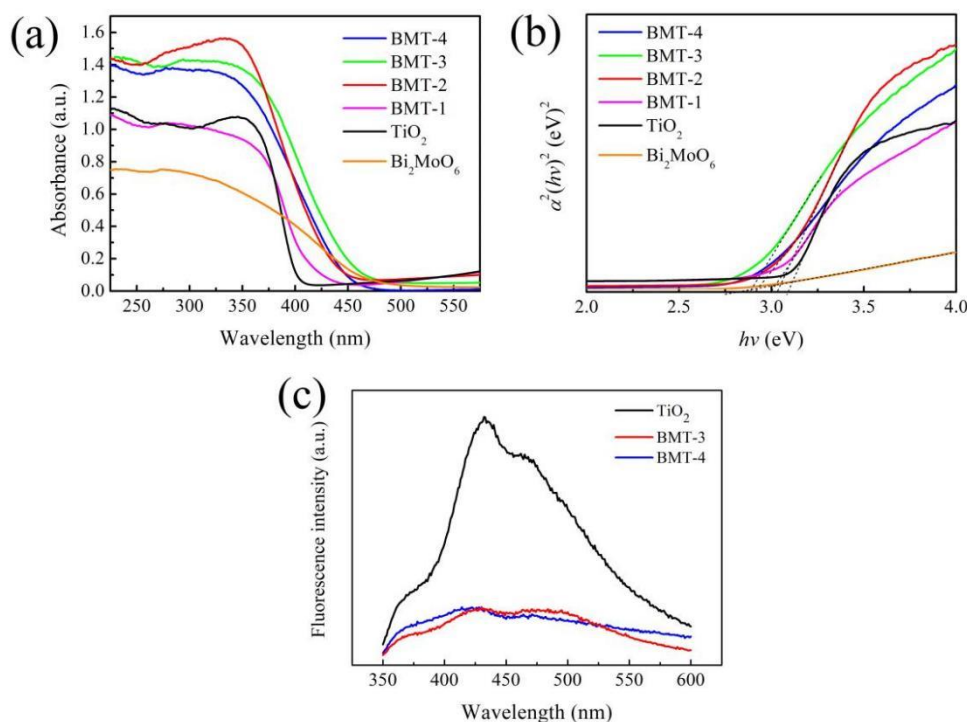 (a)
1.6
1.4
1.2
1.0
0.8
0.6
0.4
0.2
0.0
Absorbance (a.u.)
250 300 350 400 450 500 550
Wavelength (nm)
BMT-4
BMT-3
BMT-2
BMT-1
TiO₂
Bi₂MoO₆
(b)
α²(hν)² (eV)²
2.0 2.5 3.0 3.5 4.0
hν (eV)
BMT-4
BMT-3
BMT-2
BMT-1
TiO₂
Bi₂MoO₆
(c)
Fluorescence intensity (a.u.)
350 400 450 500 550 600
Wavelength (nm)
TiO₂
BMT-3
BMT-4